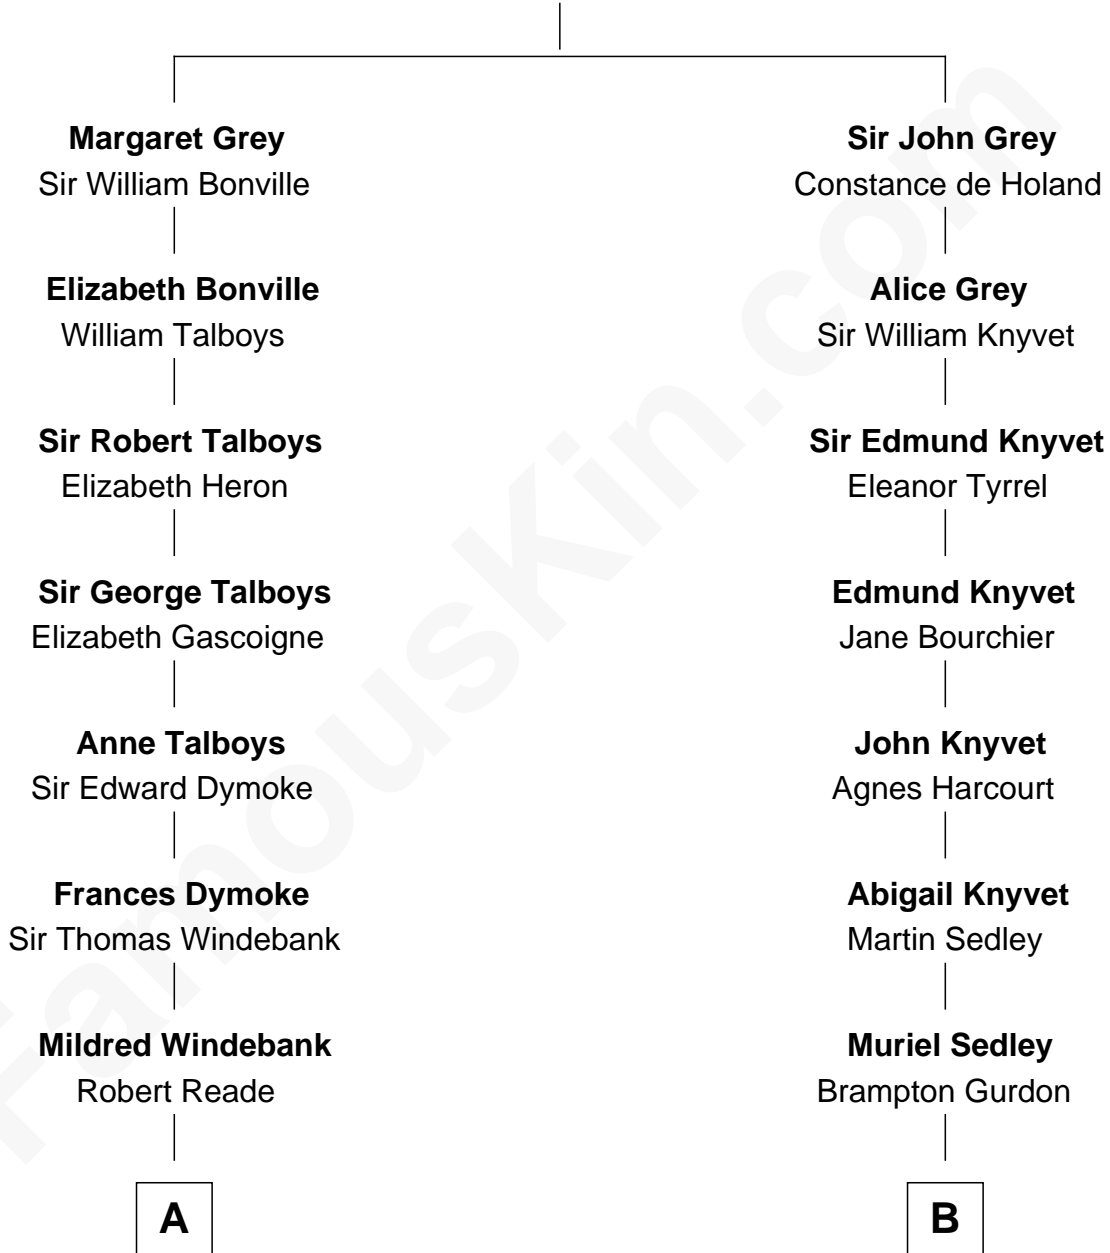 Margaret Grey
Sir William Bonville
Elizabeth Bonville
William Talboys
Sir Robert Talboys
Elizabeth Heron
Sir George Talboys
Elizabeth Gascoigne
Anne Talboys
Sir Edward Dymoke
Frances Dymoke
Sir Thomas Windebank
Mildred Windebank
Robert Reade
A
Sir John Grey
Constance de Holand
Alice Grey
Sir William Knyvet
Sir Edmund Knyvet
Eleanor Tyrrel
Edmund Knyvet
Jane Bourchier
John Knyvet
Agnes Harcourt
Abigail Knyvet
Martin Sedley
Muriel Sedley
Brampton Gurdon
B
FamousKin.com